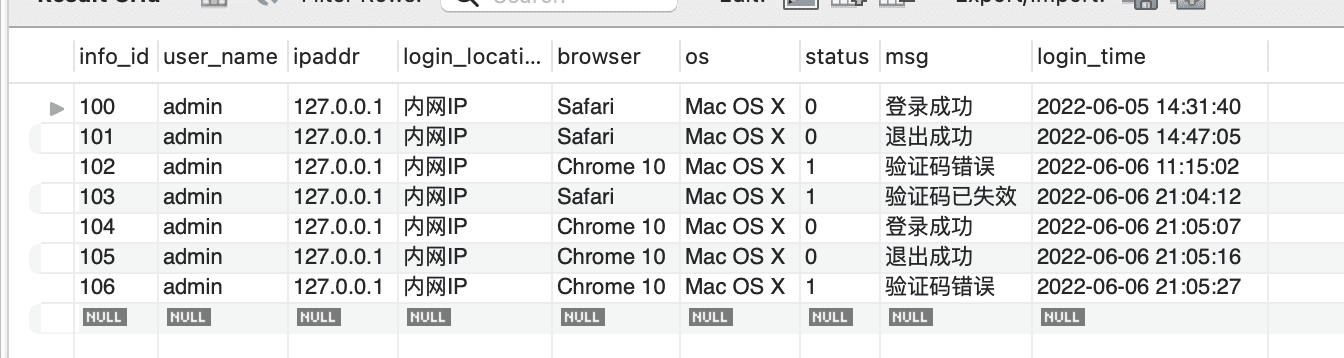 Result Grid Filter Rows: Search Edit: Export/Import:
info_id user_name ipaddr login_locati... browser os status msg login_time
100 admin 127.0.0.1 内网IP Safari Mac OS X 0 登录成功 2022-06-05 14:31:40
101 admin 127.0.0.1 内网IP Safari Mac OS X 0 退出成功 2022-06-05 14:47:05
102 admin 127.0.0.1 内网IP Chrome 10 Mac OS X 1 验证码错误 2022-06-06 11:15:02
103 admin 127.0.0.1 内网IP Safari Mac OS X 1 验证码已失效 2022-06-06 21:04:12
104 admin 127.0.0.1 内网IP Chrome 10 Mac OS X 0 登录成功 2022-06-06 21:05:07
105 admin 127.0.0.1 内网IP Chrome 10 Mac OS X 0 退出成功 2022-06-06 21:05:16
106 admin 127.0.0.1 内网IP Chrome 10 Mac OS X 1 验证码错误 2022-06-06 21:05:27
NULL NULL NULL NULL NULL NULL NULL NULL NULL